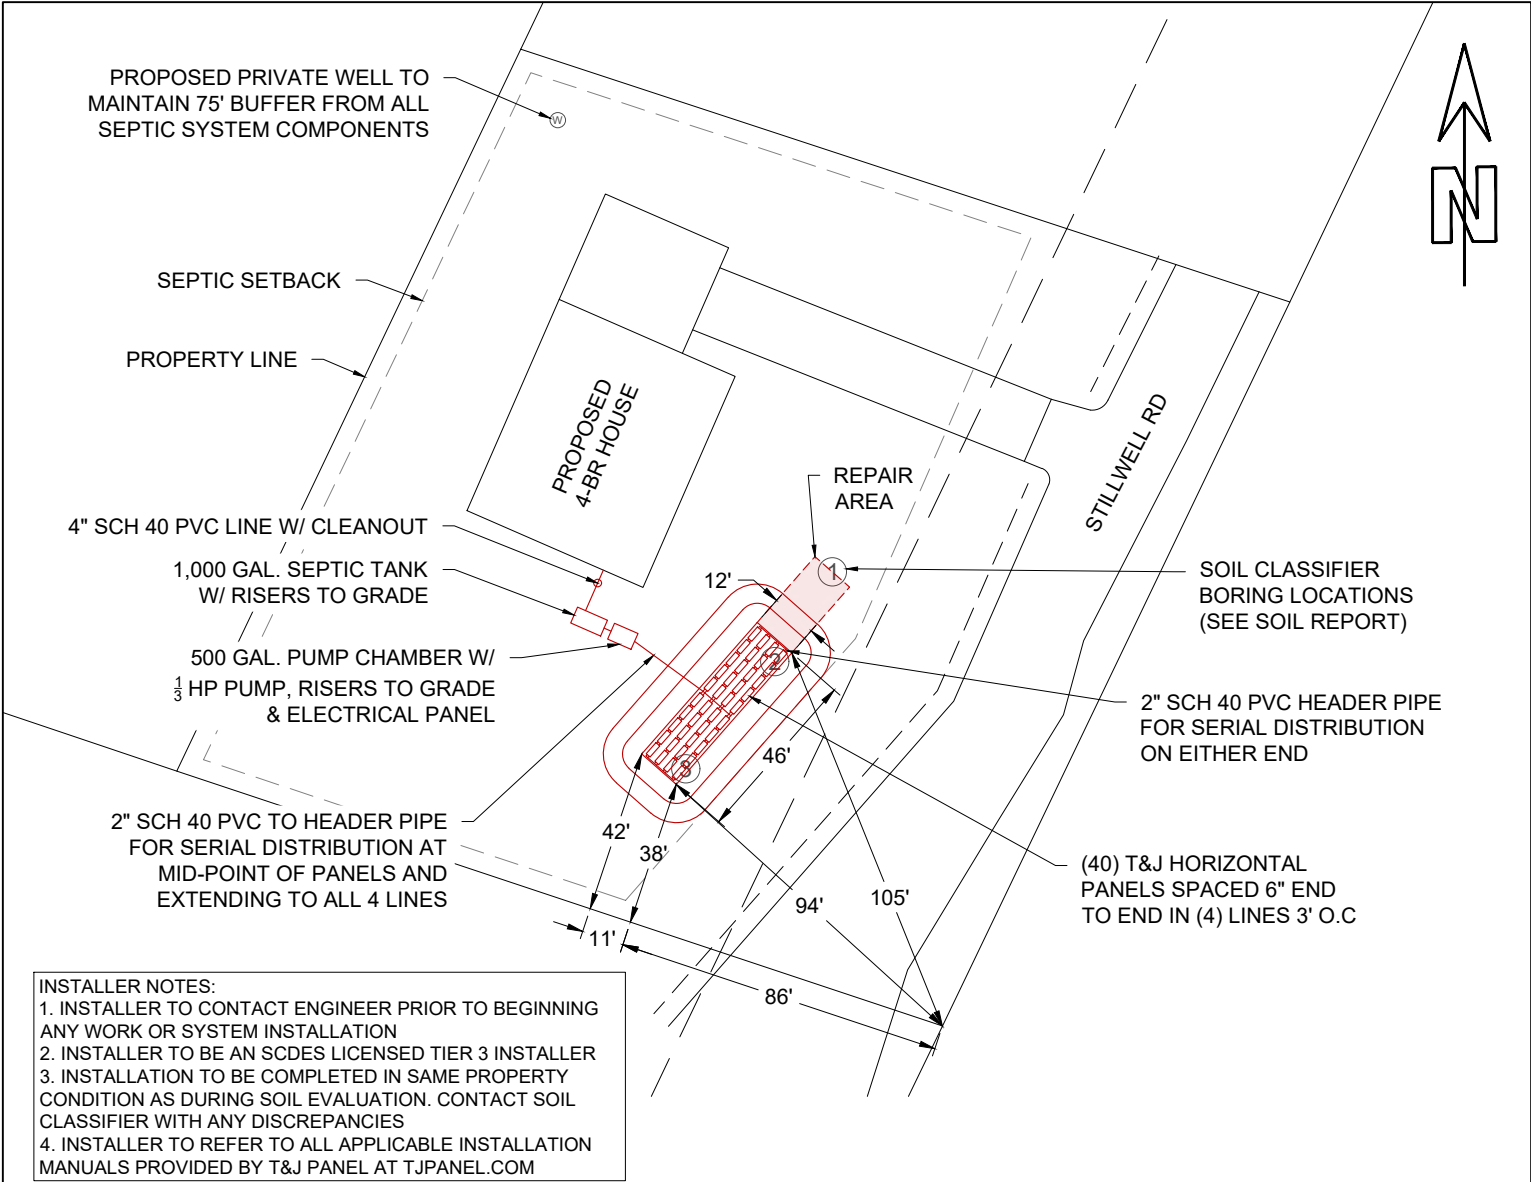 PROPOSED PRIVATE WELL TO
MAINTAIN 75' BUFFER FROM ALL
SEPTIC SYSTEM COMPONENTS
W
N
SEPTIC SETBACK
PROPERTY LINE
PROPOSED
4-BR HOUSE
STILLWELL RD
REPAIR
AREA
4" SCH 40 PVC LINE W/ CLEANOUT
1,000 GAL. SEPTIC TANK
W/ RISERS TO GRADE
500 GAL. PUMP CHAMBER W/
1/3 HP PUMP, RISERS TO GRADE
& ELECTRICAL PANEL
12'
1
2
3
SOIL CLASSIFIER
BORING LOCATIONS
(SEE SOIL REPORT)
2" SCH 40 PVC HEADER PIPE
FOR SERIAL DISTRIBUTION
ON EITHER END
46'
2" SCH 40 PVC TO HEADER PIPE
FOR SERIAL DISTRIBUTION AT
MID-POINT OF PANELS AND
EXTENDING TO ALL 4 LINES
42'
38'
94'
105'
(40) T&J HORIZONTAL
PANELS SPACED 6" END
TO END IN (4) LINES 3' O.C
11'
86'
INSTALLER NOTES:
1. INSTALLER TO CONTACT ENGINEER PRIOR TO BEGINNING
ANY WORK OR SYSTEM INSTALLATION
2. INSTALLER TO BE AN SCDES LICENSED TIER 3 INSTALLER
3. INSTALLATION TO BE COMPLETED IN SAME PROPERTY
CONDITION AS DURING SOIL EVALUATION. CONTACT SOIL
CLASSIFIER WITH ANY DISCREPANCIES
4. INSTALLER TO REFER TO ALL APPLICABLE INSTALLATION
MANUALS PROVIDED BY T&J PANEL AT TJPANEL.COM